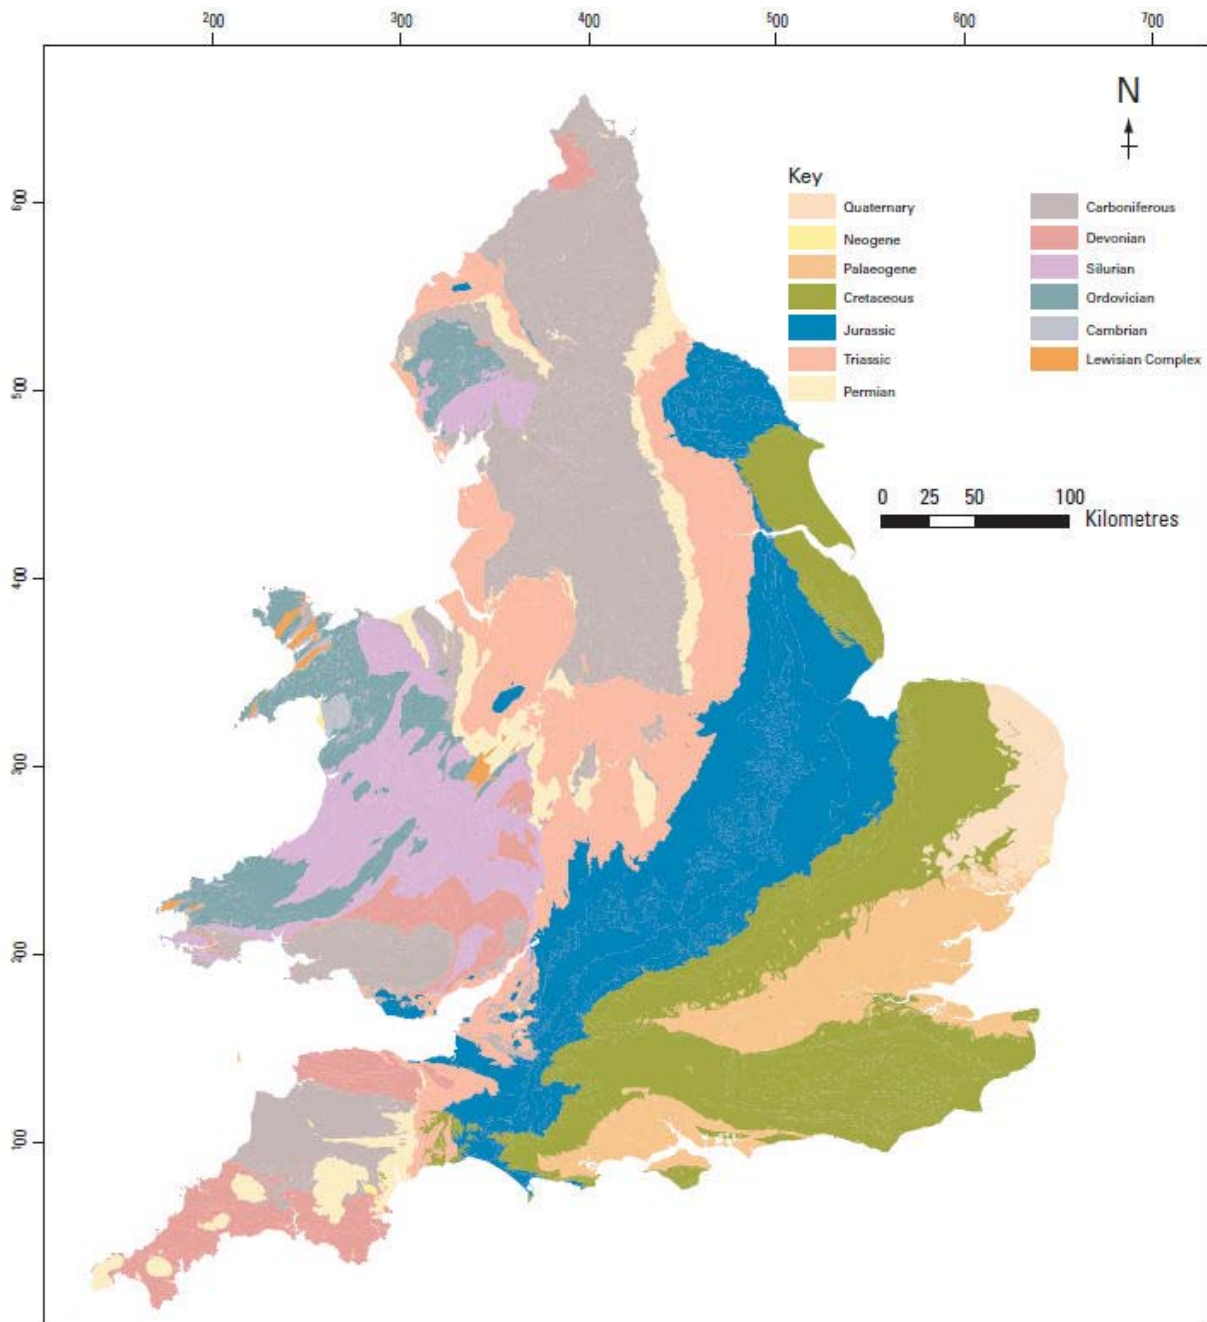 200 300 400 500 600 700
N
Key
Quaternary
Neogene
Palaeogene
Cretaceous
Jurassic
Triassic
Permian
Carboniferous
Devonian
Silurian
Ordovician
Cambrian
Lewisian Complex
0 25 50 100
Kilometres
600
500
400
300
200
100